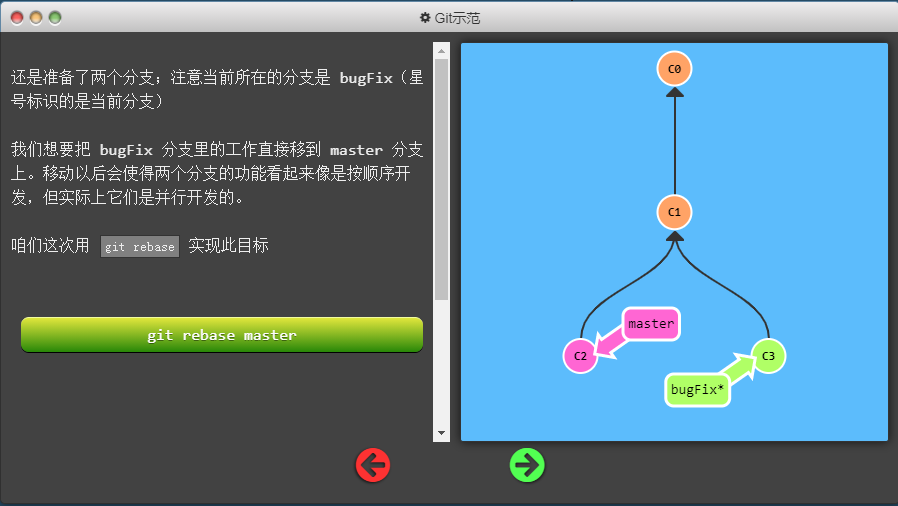 Git示范
还是准备了两个分支；注意当前所在的分支是 bugFix（星
号标识的是当前分支）
我们想要把 bugFix 分支里的工作直接移到 master 分支
上。移动以后会使得两个分支的功能看起来像是按顺序开
发，但实际上它们是并行开发的。
咱们这次用 git rebase 实现此目标
git rebase master
C0
C1
master
C2
C3
bugFix*